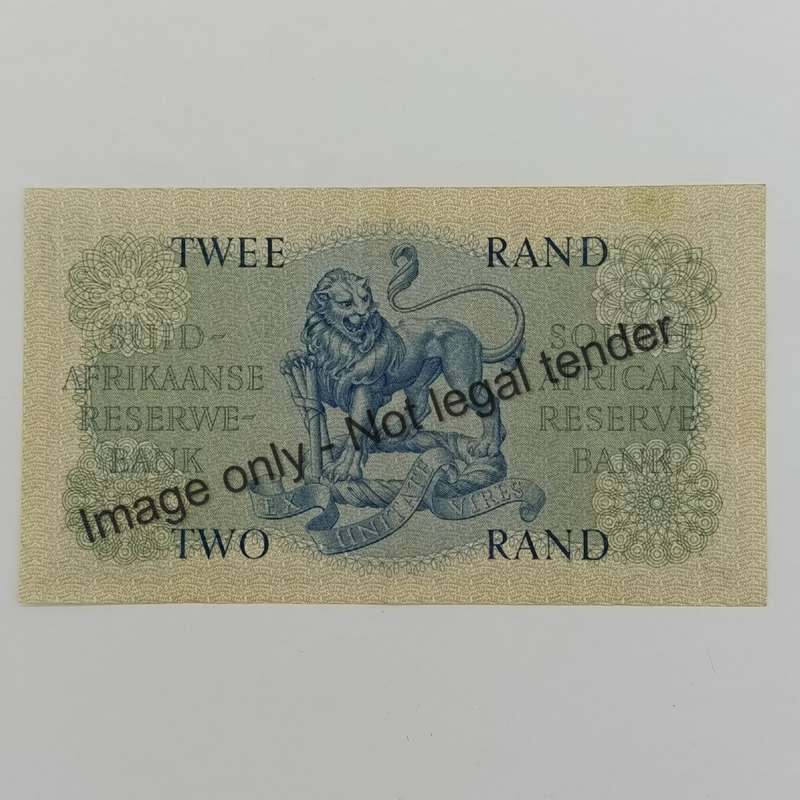 TWEE RAND
SUID-
AFRIKAANSE
RESERWE-
BANK
SOUTH
AFRICAN
RESERVE
BANK
EX UNITATE VIRES
TWO RAND
Image only - Not legal tender